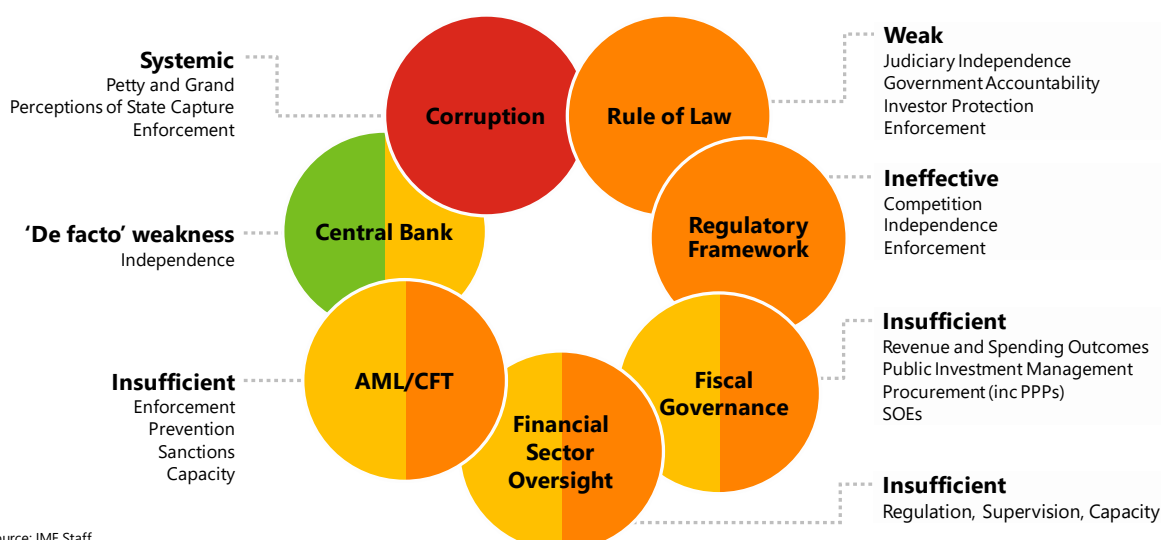 Systemic
Petty and Grand
Perceptions of State Capture
Enforcement
Corruption
Rule of Law
Weak
Judiciary Independence
Government Accountability
Investor Protection
Enforcement
Ineffective
Competition
Independence
Enforcement
Regulatory
Framework
Central Bank
'De facto' weakness
Independence
Insufficient
Revenue and Spending Outcomes
Public Investment Management
Procurement (inc PPPs)
SOEs
Fiscal
Governance
AML/CFT
Insufficient
Enforcement
Prevention
Sanctions
Capacity
Financial
Sector
Oversight
Insufficient
Regulation, Supervision, Capacity
urce: IMF Staff